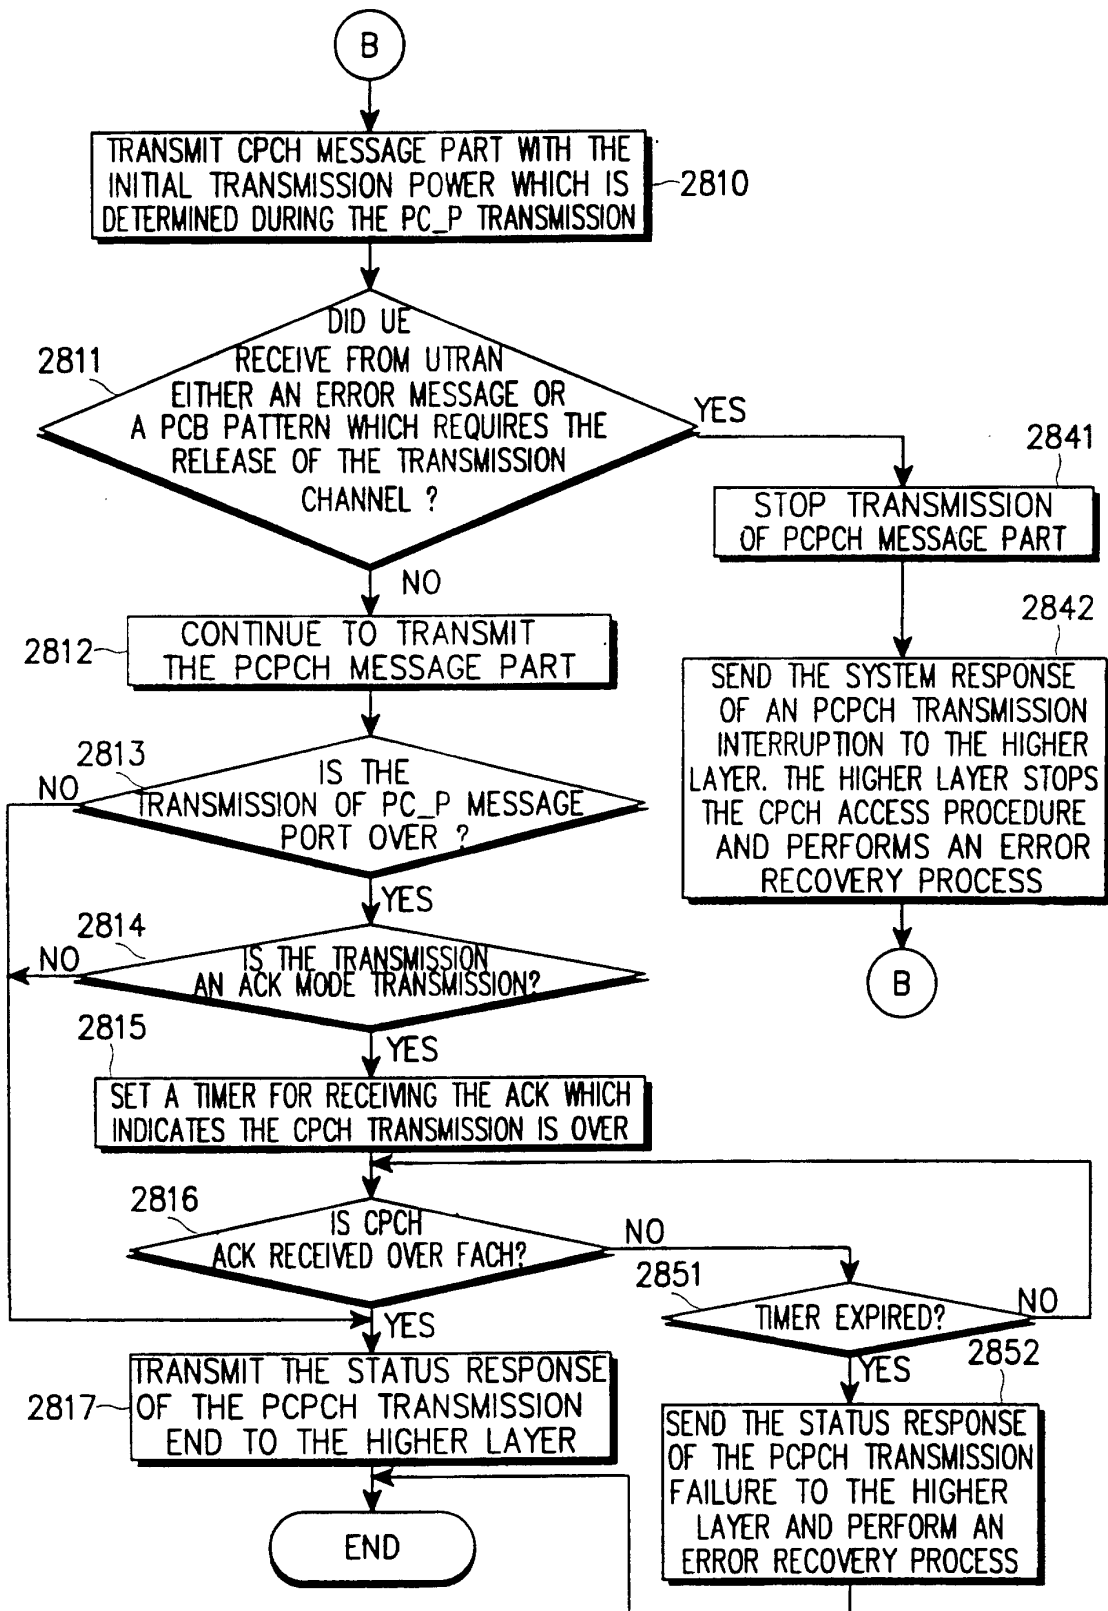 B
TRANSMIT CPCH MESSAGE PART WITH THE
INITIAL TRANSMISSION POWER WHICH IS
DETERMINED DURING THE PC_P TRANSMISSION
2810
2811
DID UE
RECEIVE FROM UTRAN
EITHER AN ERROR MESSAGE OR
A PCB PATTERN WHICH REQUIRES THE
RELEASE OF THE TRANSMISSION
CHANNEL ?
YES
NO
2841
STOP TRANSMISSION
OF PCPCH MESSAGE PART
2842
SEND THE SYSTEM RESPONSE
OF AN PCPCH TRANSMISSION
INTERRUPTION TO THE HIGHER
LAYER. THE HIGHER LAYER STOPS
THE CPCH ACCESS PROCEDURE
AND PERFORMS AN ERROR
RECOVERY PROCESS
B
2812
CONTINUE TO TRANSMIT
THE PCPCH MESSAGE PART
2813
NO
IS THE
TRANSMISSION OF PC_P MESSAGE
PORT OVER ?
YES
2814
NO
IS THE TRANSMISSION
AN ACK MODE TRANSMISSION?
YES
2815
SET A TIMER FOR RECEIVING THE ACK WHICH
INDICATES THE CPCH TRANSMISSION IS OVER
2816
IS CPCH
ACK RECEIVED OVER FACH?
NO
YES
2851
TIMER EXPIRED?
NO
YES
2852
SEND THE STATUS RESPONSE
OF THE PCPCH TRANSMISSION
FAILURE TO THE HIGHER
LAYER AND PERFORM AN
ERROR RECOVERY PROCESS
2817
TRANSMIT THE STATUS RESPONSE
OF THE PCPCH TRANSMISSION
END TO THE HIGHER LAYER
END